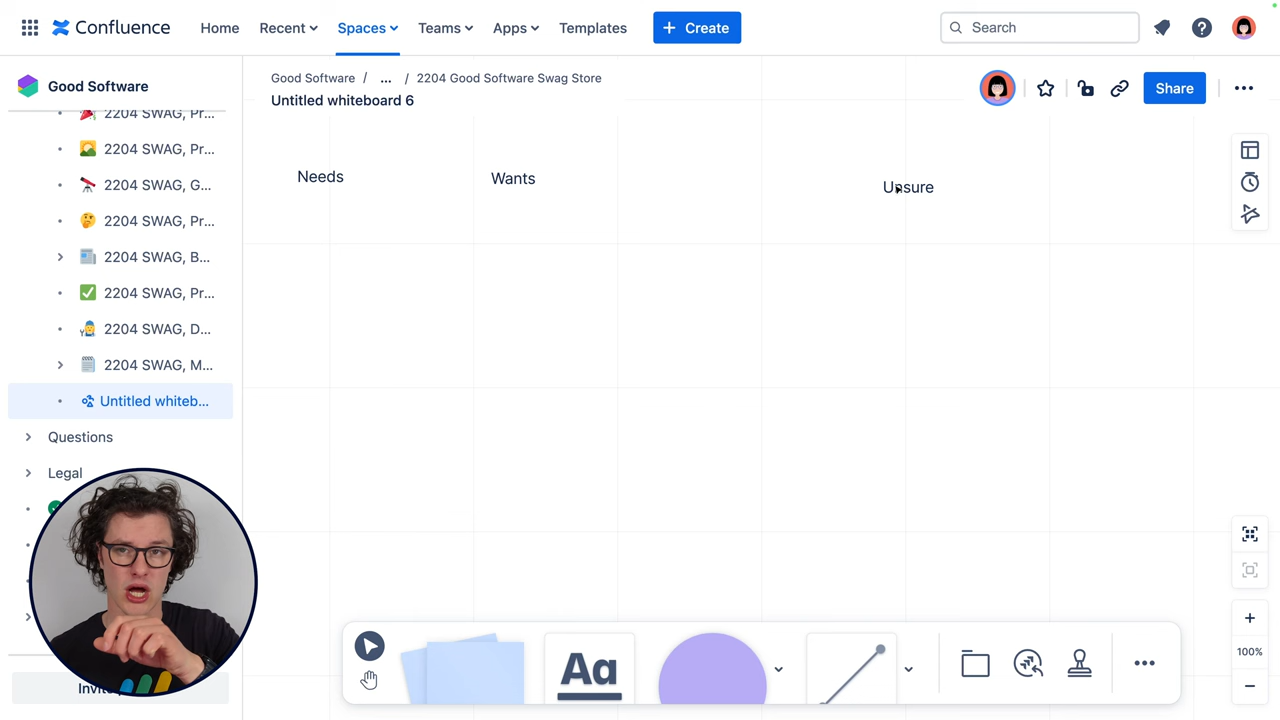 Confluence
Home
Recent
Spaces
Teams
Apps
Templates
Create
Search
Good Software
Good Software / ... / 2204 Good Software Swag Store
Untitled whiteboard 6
Share
2204 SWAG, Pr...
2204 SWAG, Pr...
2204 SWAG, G...
2204 SWAG, Pr...
2204 SWAG, B...
2204 SWAG, Pr...
2204 SWAG, D...
2204 SWAG, M...
Untitled whiteb...
Questions
Legal
Needs
Wants
Unsure
Aa
100%